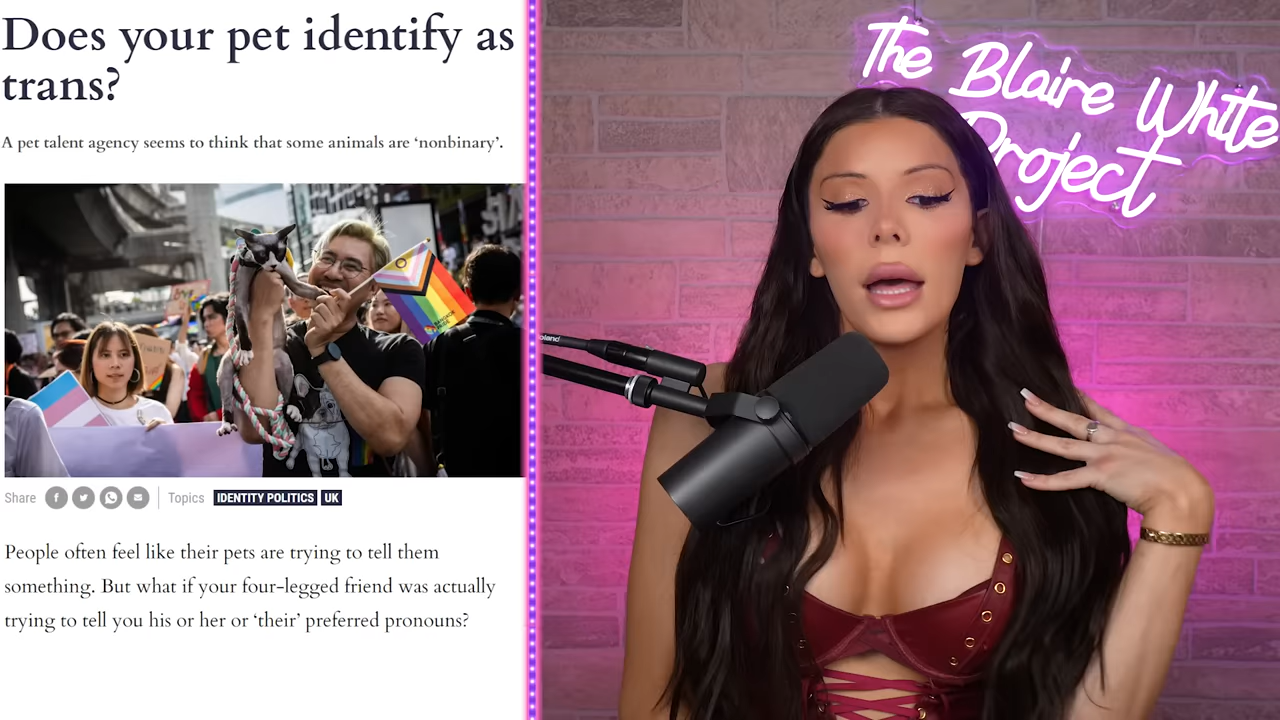 Does your pet identify as
trans?
A pet talent agency seems to think that some animals are ‘nonbinary’.
Share
Topics
IDENTITY POLITICS
UK
People often feel like their pets are trying to tell them
something. But what if your four-legged friend was actually
trying to tell you his or her or ‘their’ preferred pronouns?
The Blaire White
Project